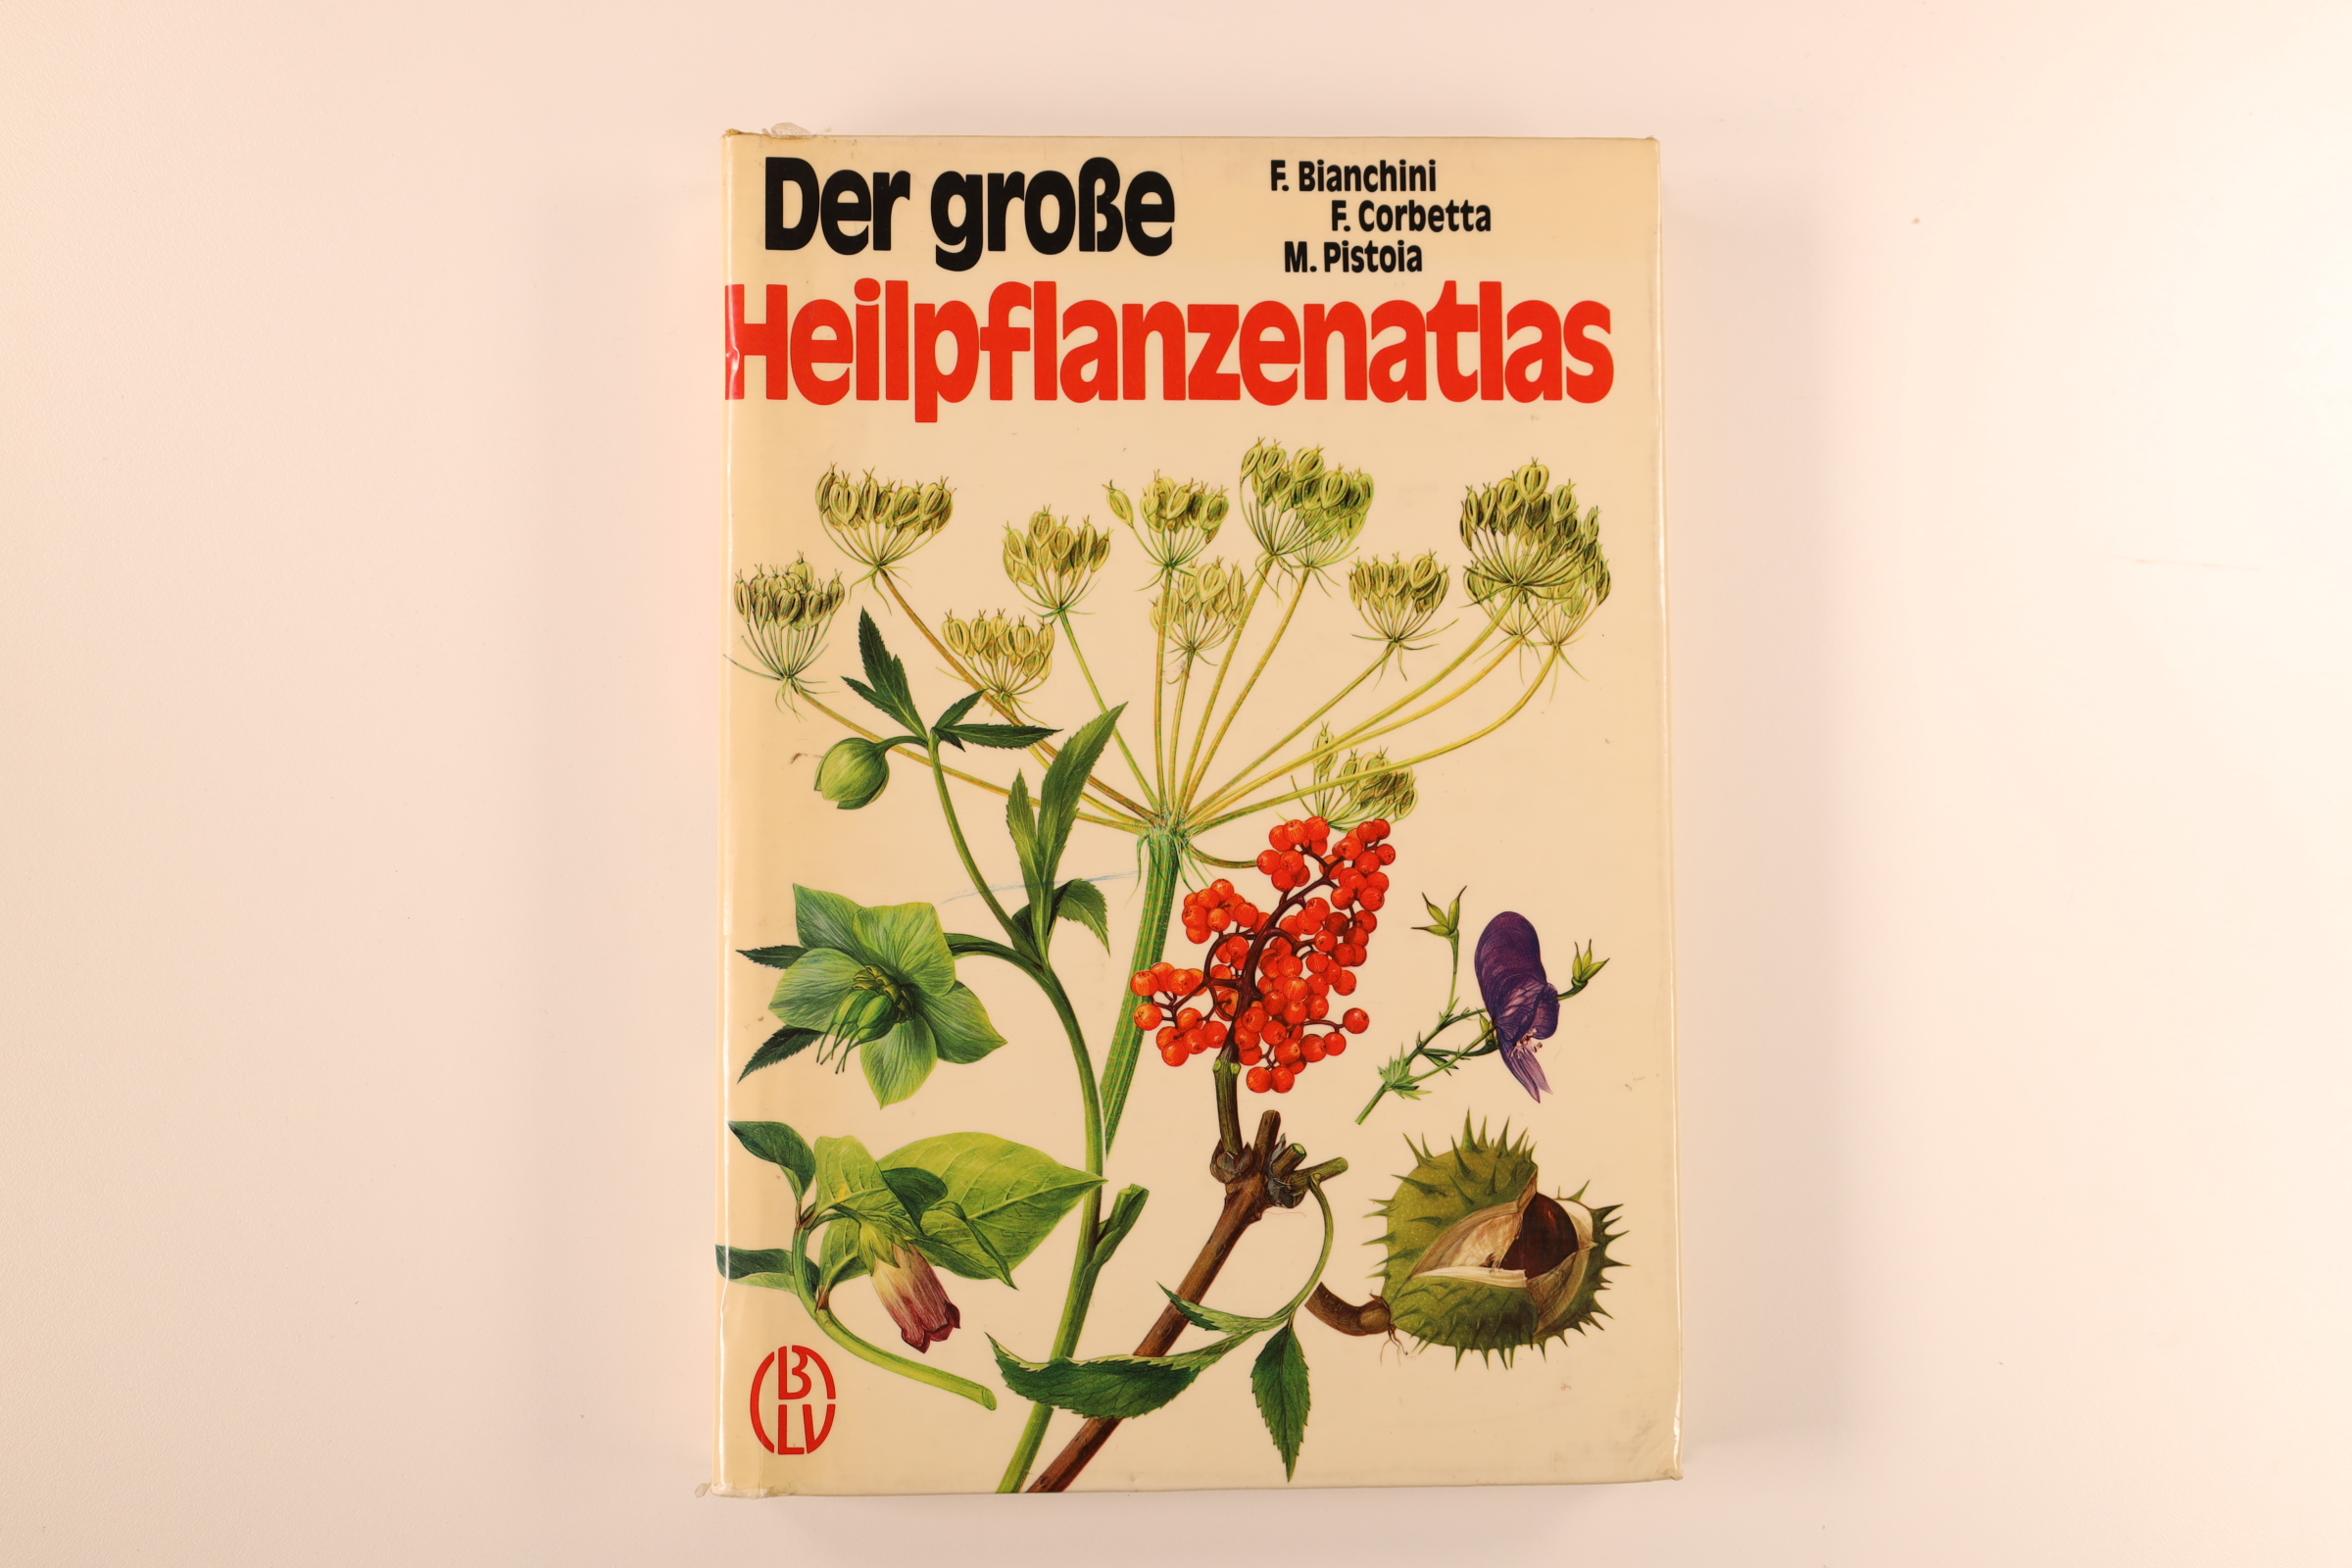 Der große
F. Bianchini
F. Corbetta
M. Pistoia
Heilpflanzenatlas
BLV